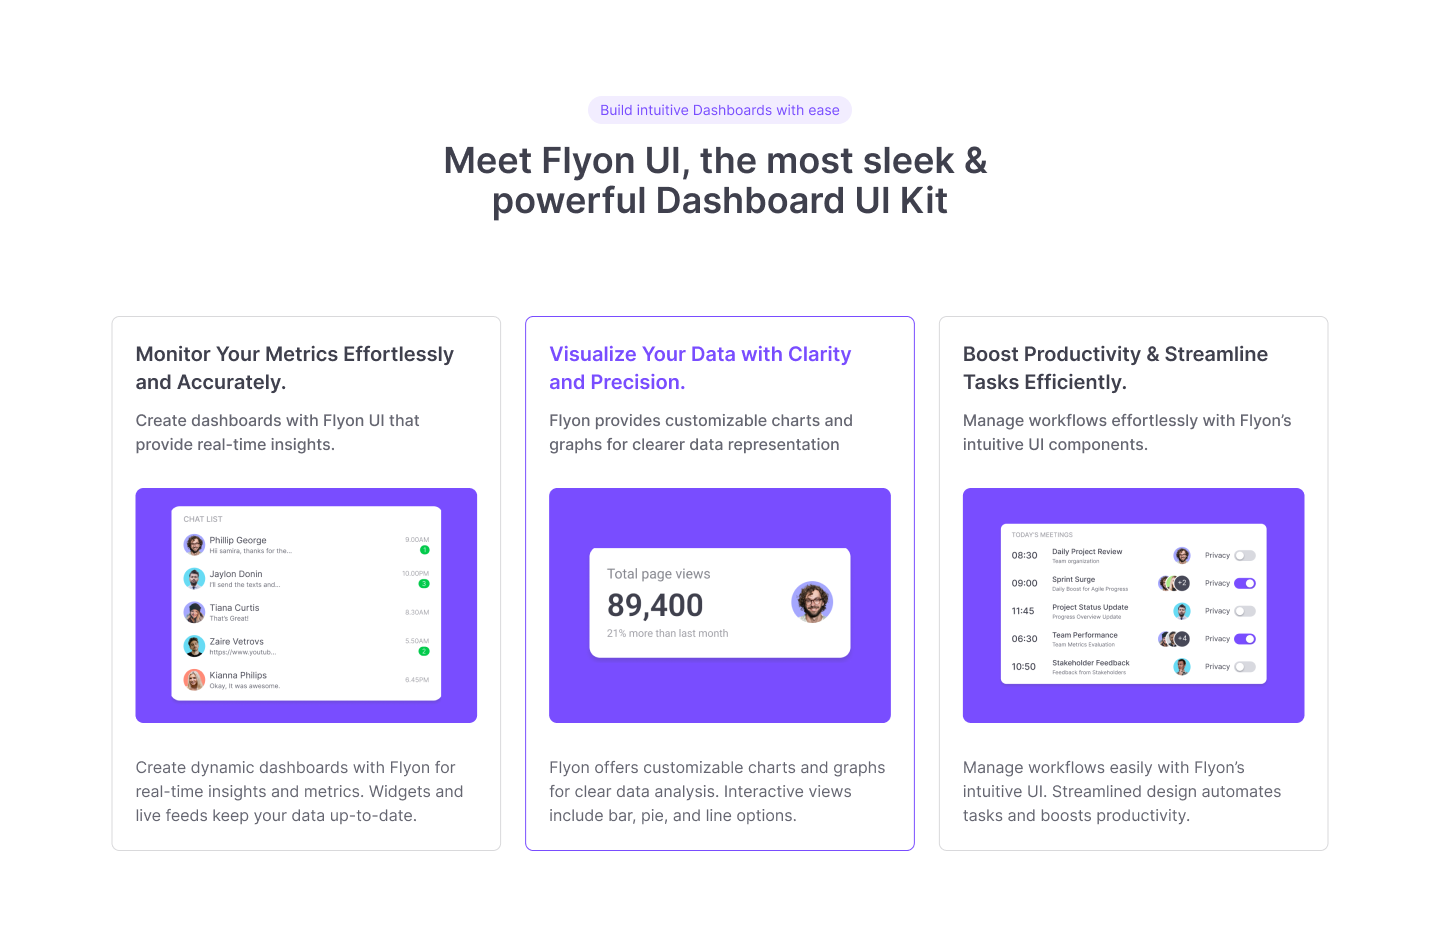 Build intuitive Dashboards with ease
Meet Flyon UI, the most sleek &
powerful Dashboard UI Kit
Monitor Your Metrics Effortlessly
and Accurately.
Create dashboards with Flyon UI that
provide real-time insights.
CHAT LIST
Phillip George
9.00AM
Hii samira, thanks for the...
1
Jaylon Donin
10.00PM
I'll send the texts and...
3
Tiana Curtis
8.30AM
That's Great!
Zaire Vetrovs
5.50AM
https://www.youtub...
2
Kianna Philips
6.45PM
Okay, It was awesome.
Create dynamic dashboards with Flyon for
real-time insights and metrics. Widgets and
live feeds keep your data up-to-date.
Visualize Your Data with Clarity
and Precision.
Flyon provides customizable charts and
graphs for clearer data representation
Total page views
89,400
21% more than last month
Flyon offers customizable charts and graphs
for clear data analysis. Interactive views
include bar, pie, and line options.
Boost Productivity & Streamline
Tasks Efficiently.
Manage workflows effortlessly with Flyon’s
intuitive UI components.
TODAY'S MEETINGS
08:30 Daily Project Review Privacy
Team organization
09:00 Sprint Surge +2 Privacy
Daily Boost for Agile Progress
11:45 Project Status Update Privacy
Progress Overview Update
06:30 Team Performance +4 Privacy
Team Metrics Evaluation
10:50 Stakeholder Feedback Privacy
Feedback from Stakeholders
Manage workflows easily with Flyon’s
intuitive UI. Streamlined design automates
tasks and boosts productivity.